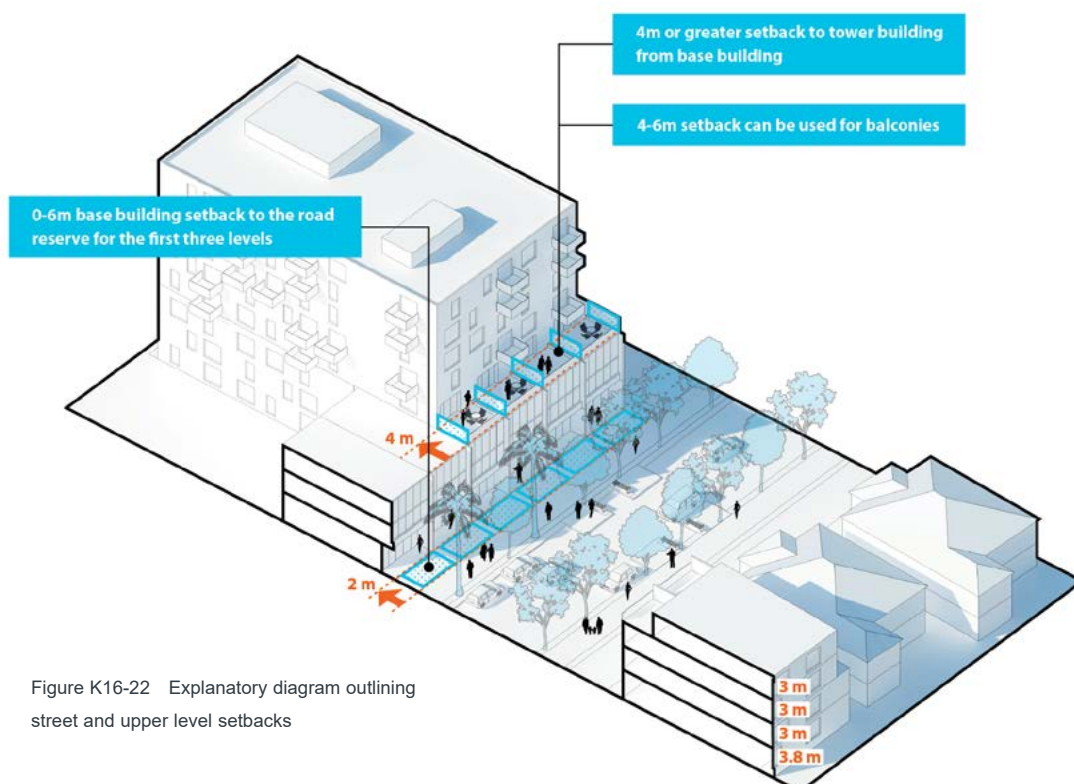 4m or greater setback to tower building
from base building
4-6m setback can be used for balconies
0-6m base building setback to the road
reserve for the first three levels
4 m
2 m
3 m
3 m
3 m
3.8 m
Figure K16-22 Explanatory diagram outlining
street and upper level setbacks